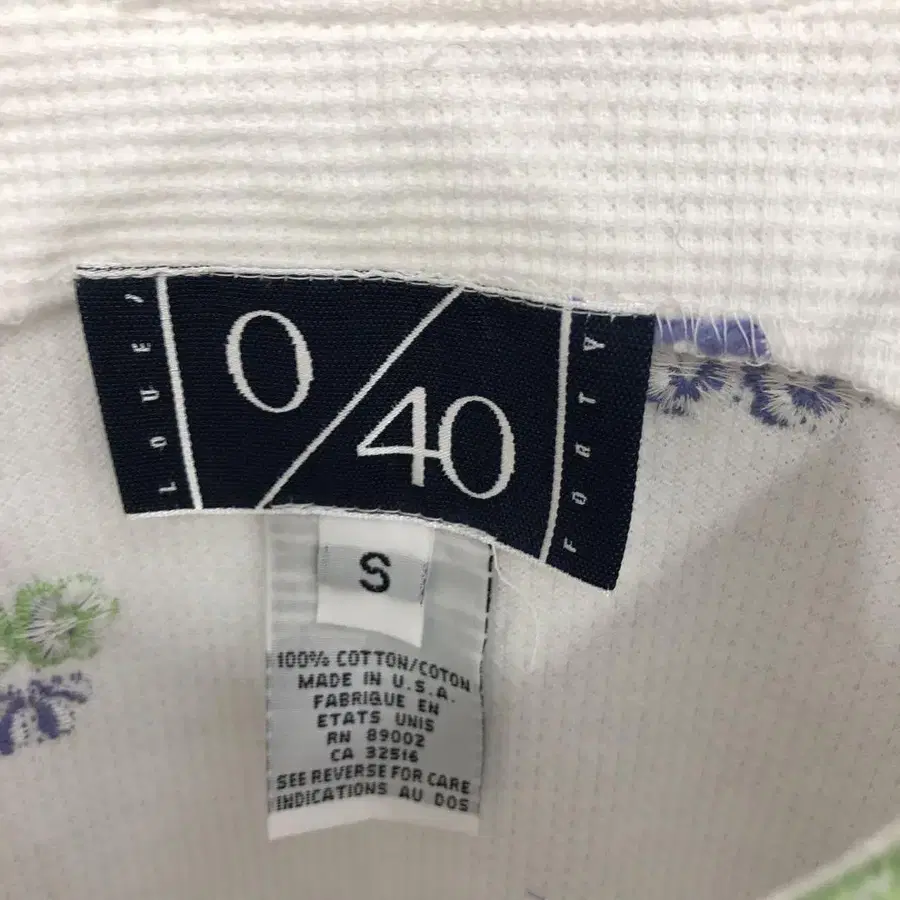 LOVE,
0/40
FORTY
S
100% COTTON/COTON
MADE IN U.S.A.
FABRIQUE EN
ETATS UNIS
RN 89002
CA 32516
SEE REVERSE FOR CARE
INDICATIONS AU DOS